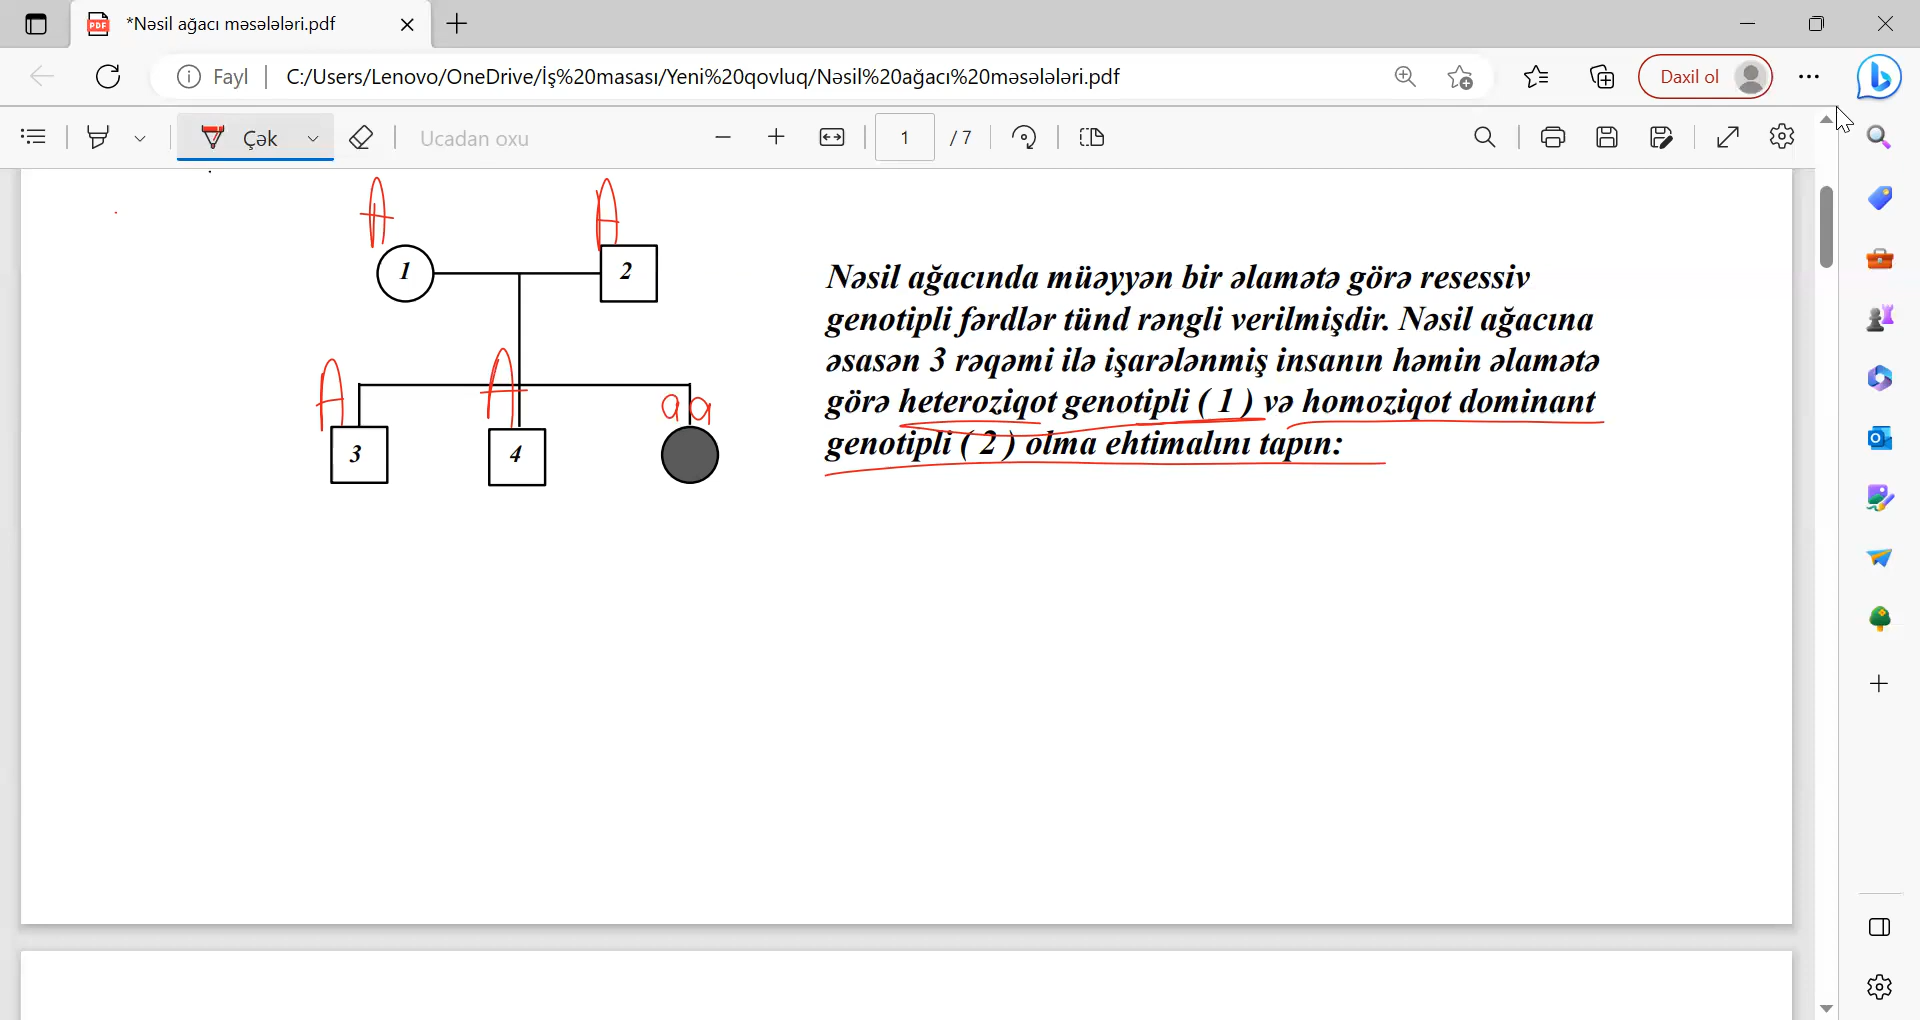 *Nəsil ağacı məsələləri.pdf
Fayl
C:/Users/Lenovo/OneDrive/İş%20masası/Yeni%20qovluq/Nəsil%20ağacı%20məsələləri.pdf
Daxil ol
Çək
Ucadan oxu
1 / 7
A A
1 2
Nəsil ağacında müəyyən bir əlamətə görə resessiv
genotipli fərdlər tünd rəngli verilmişdir. Nəsil ağacına
əsasən 3 rəqəmi ilə işarələnmiş insanın həmin əlamətə
görə heteroziqot genotipli ( 1 ) və homoziqot dominant
genotipli ( 2 ) olma ehtimalını tapın:
A A aa
3 4